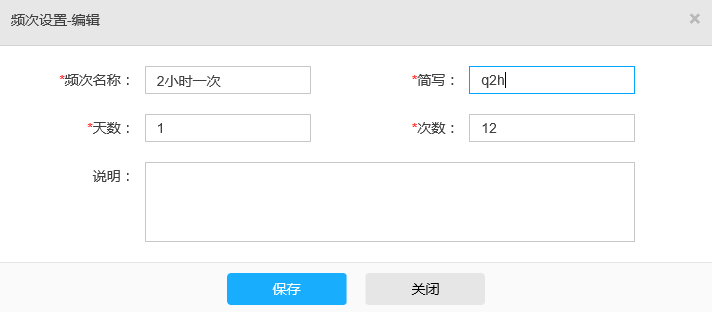 频次设置-编辑
*频次名称： 2小时一次 *简写： q2h
*天数： 1 *次数： 12
说明：
保存 关闭